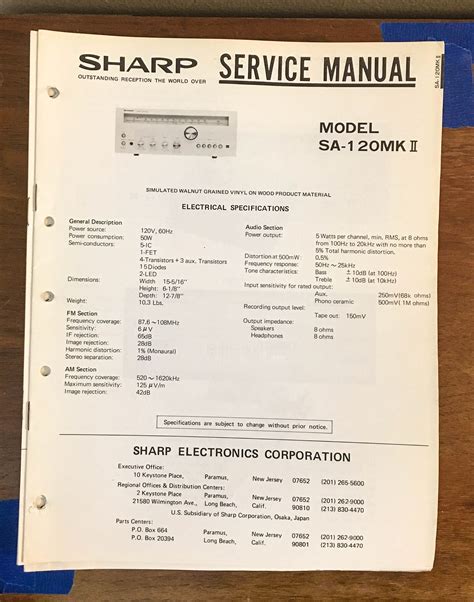 SHARP
OUTSTANDING RECEPTION THE WORLD OVER
SERVICE MANUAL
SA-120MK II
MODEL
SA-120MK II
SIMULATED WALNUT GRAINED VINYL ON WOOD PRODUCT MATERIAL
ELECTRICAL SPECIFICATIONS
General Description
Power source: 120V, 60Hz
Power consumption: 50W
Semi-conductors: 5-IC
1-FET
4-Transistors + 3 aux. Transistors
15 Diodes
2-LED
Dimensions: Width 15-5/16"
Height: 6-1/8"
Depth: 12-7/8"
Weight: 10.3 Lbs.
FM Section
Frequency coverage: 87.6 ~ 108MHz
Sensitivity: 6 μV
IF rejection: 65dB
Image rejection: 28dB
Harmonic distortion: 1% (Monaural)
Stereo separation: 28dB
AM Section
Frequency coverage: 520 ~ 1620kHz
Maximum sensitivity: 125 μV/m
Image rejection: 42dB
Audio Section
Power output: 5 Watts per channel, min, RMS, at 8 ohms
from 100Hz to 20kHz with no more than
5% Total harmonic distortion.
Distortion at 500mW 0.5%
Frequency response: 50Hz ~ 25kHz
Tone characteristics: Bass ± 10dB (at 100Hz)
Treble ± 10dB (at 10kHz)
Input sensitivity for rated output:
Aux. 250mV(68k ohms)
Phono ceramic 500mV(1M ohms)
Recording output level:
Tape out: 150mV
Output impedance:
Speakers 8 ohms
Headphones 8 ohms
Specifications are subject to change without prior notice.
SHARP ELECTRONICS CORPORATION
Executive Office:
10 Keystone Place, Paramus, New Jersey 07652 (201) 265-5600
Regional Offices & Distribution Centers:
2 Keystone Place Paramus, New Jersey 07652 (201) 262-9000
21580 Wilmington Ave., Long Beach, Calif. 90810 (213) 830-4470
U.S. Subsidiary of Sharp Corporation, Osaka, Japan
Parts Centers:
P.O. Box 664 Paramus, New Jersey 07652 (201) 262-9000
P.O. Box 20394 Long Beach, Calif. 90801 (213) 830-4470